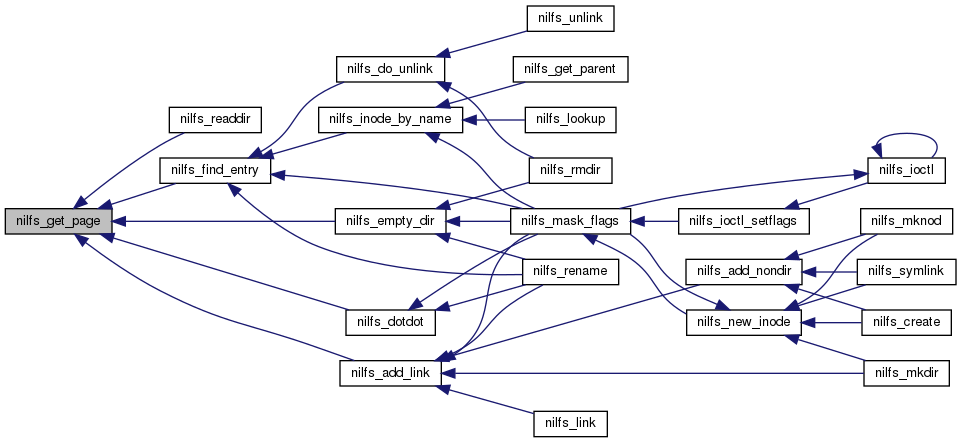 nilfs_unlink
nilfs_do_unlink
nilfs_get_parent
nilfs_readdir
nilfs_inode_by_name
nilfs_lookup
nilfs_find_entry
nilfs_rmdir
nilfs_ioctl
nilfs_get_page
nilfs_empty_dir
nilfs_mask_flags
nilfs_ioctl_setflags
nilfs_mknod
nilfs_rename
nilfs_add_nondir
nilfs_symlink
nilfs_dotdot
nilfs_new_inode
nilfs_create
nilfs_add_link
nilfs_mkdir
nilfs_link